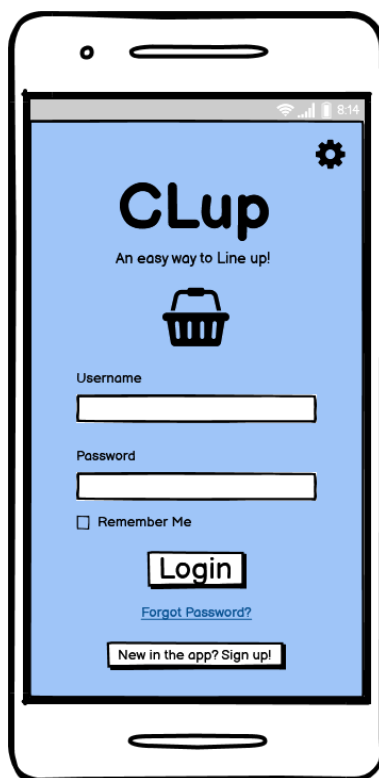 8:14
CLup
An easy way to Line up!
Username
Password
Remember Me
Login
Forgot Password?
New in the app? Sign up!